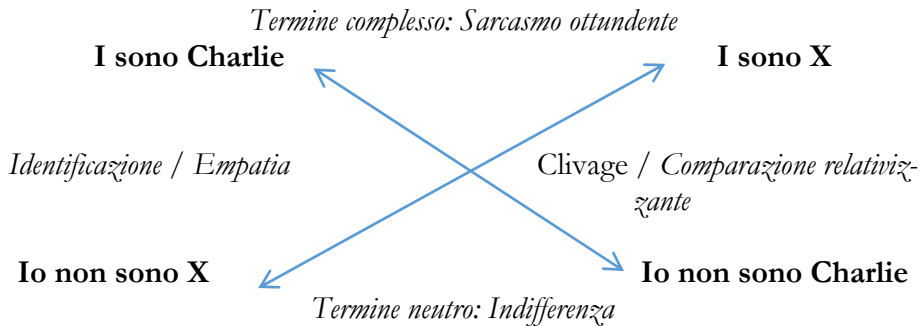 Termine complesso: Sarcasmo ottundente
I sono Charlie
I sono X
Identificazione / Empatia
Clivage / Comparazione relativiz-
zante
Io non sono X
Io non sono Charlie
Termine neutro: Indifferenza